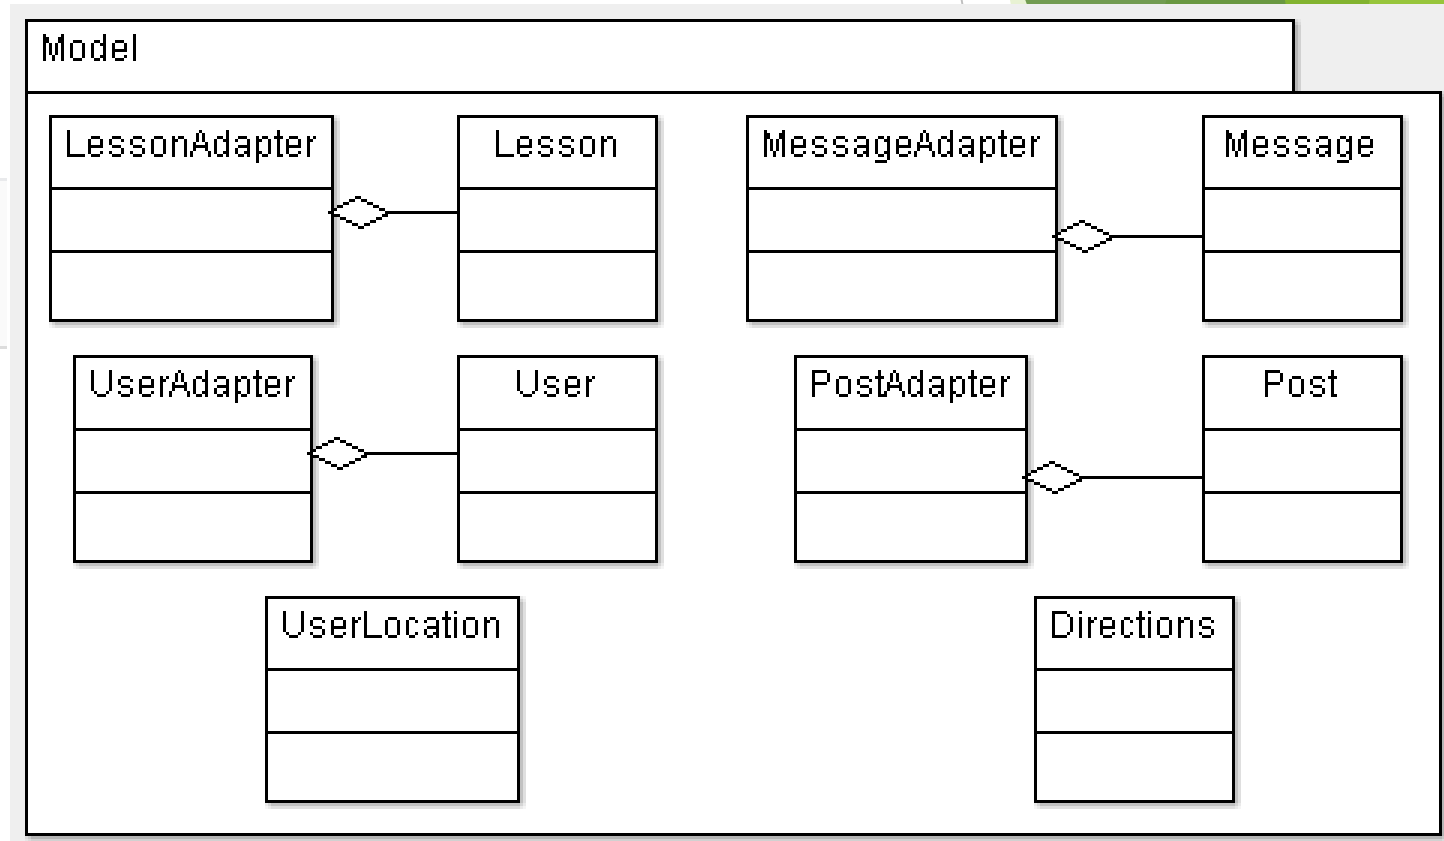 Model
LessonAdapter
Lesson
MessageAdapter
Message
UserAdapter
User
PostAdapter
Post
UserLocation
Directions